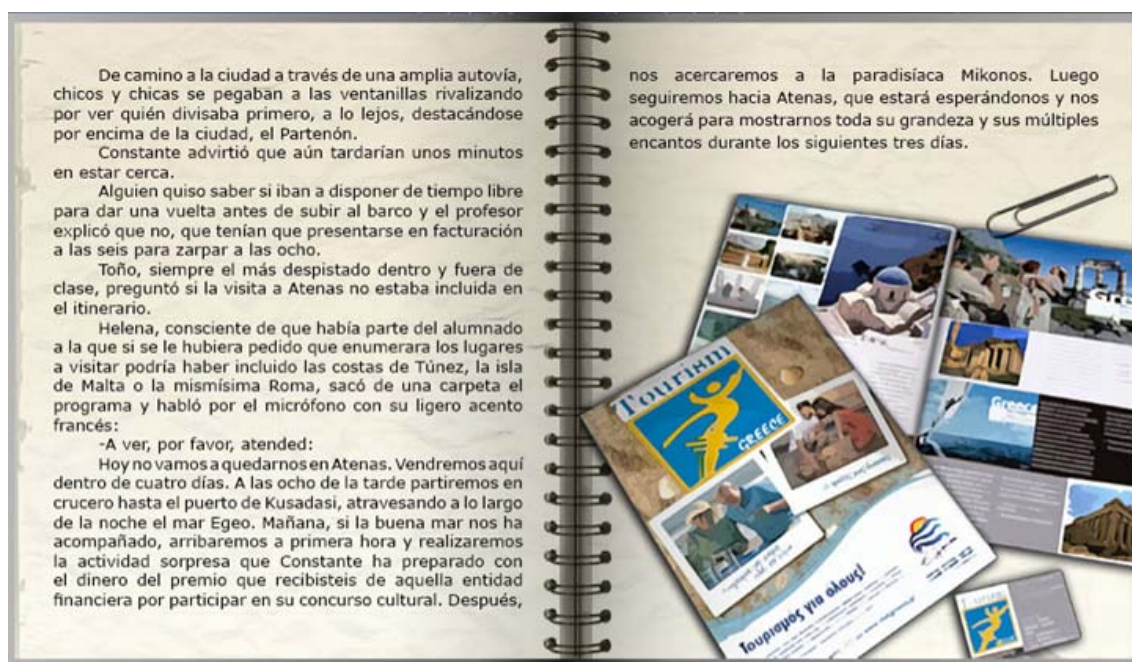 De camino a la ciudad a través de una amplia autovía,
chicos y chicas se pegaban a las ventanillas rivalizando
por ver quién divisaba primero, a lo lejos, destacándose
por encima de la ciudad, el Partenón.
Constante advirtió que aún tardarían unos minutos
en estar cerca.
Alguien quiso saber si iban a disponer de tiempo libre
para dar una vuelta antes de subir al barco y el profesor
explicó que no, que tenían que presentarse en facturación
a las seis para zarpar a las ocho.
Toño, siempre el más despistado dentro y fuera de
clase, preguntó si la visita a Atenas no estaba incluida en
el itinerario.
Helena, consciente de que había parte del alumnado
a la que si se le hubiera pedido que enumerara los lugares
a visitar podría haber incluido las costas de Túnez, la isla
de Malta o la mismísima Roma, sacó de una carpeta el
programa y habló por el micrófono con su ligero acento
francés:
-A ver, por favor, atended:
Hoy no vamos a quedarnos en Atenas. Vendremos aquí
dentro de cuatro días. A las ocho de la tarde partiremos en
crucero hasta el puerto de Kusadasi, atravesando a lo largo
de la noche el mar Egeo. Mañana, si la buena mar nos ha
acompañado, arribaremos a primera hora y realizaremos
la actividad sorpresa que Constante ha preparado con
el dinero del premio que recibisteis de aquella entidad
financiera por participar en su concurso cultural. Después,
nos acercaremos a la paradisíaca Mikonos. Luego
seguiremos hacia Atenas, que estará esperándonos y nos
acogerá para mostrarnos toda su grandeza y sus múltiples
encantos durante los siguientes tres días.
Tourism
GREECE
Greece
Τουρισμός για όλους!